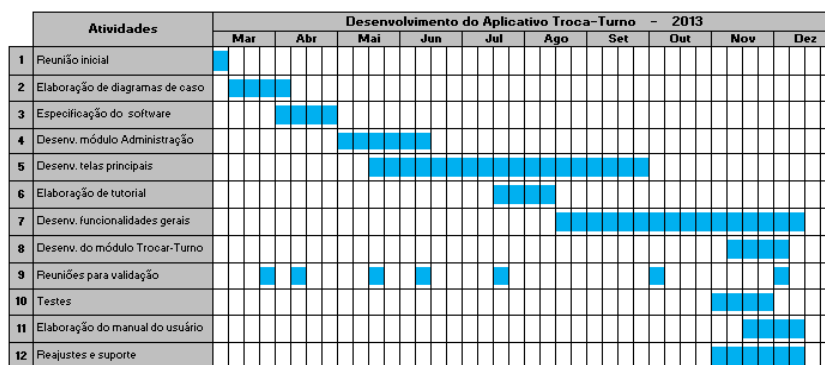 Atividades
Desenvolvimento do Aplicativo Troca-Turno - 2013
Mar Abr Mai Jun Jul Ago Set Out Nov Dez
1 Reunião inicial
2 Elaboração de diagramas de caso
3 Especificação do software
4 Desenv. módulo Administração
5 Desenv. telas principais
6 Elaboração de tutorial
7 Desenv. funcionalidades gerais
8 Desenv. do módulo Trocar-Turno
9 Reuniões para validação
10 Testes
11 Elaboração do manual do usuário
12 Reajustes e suporte